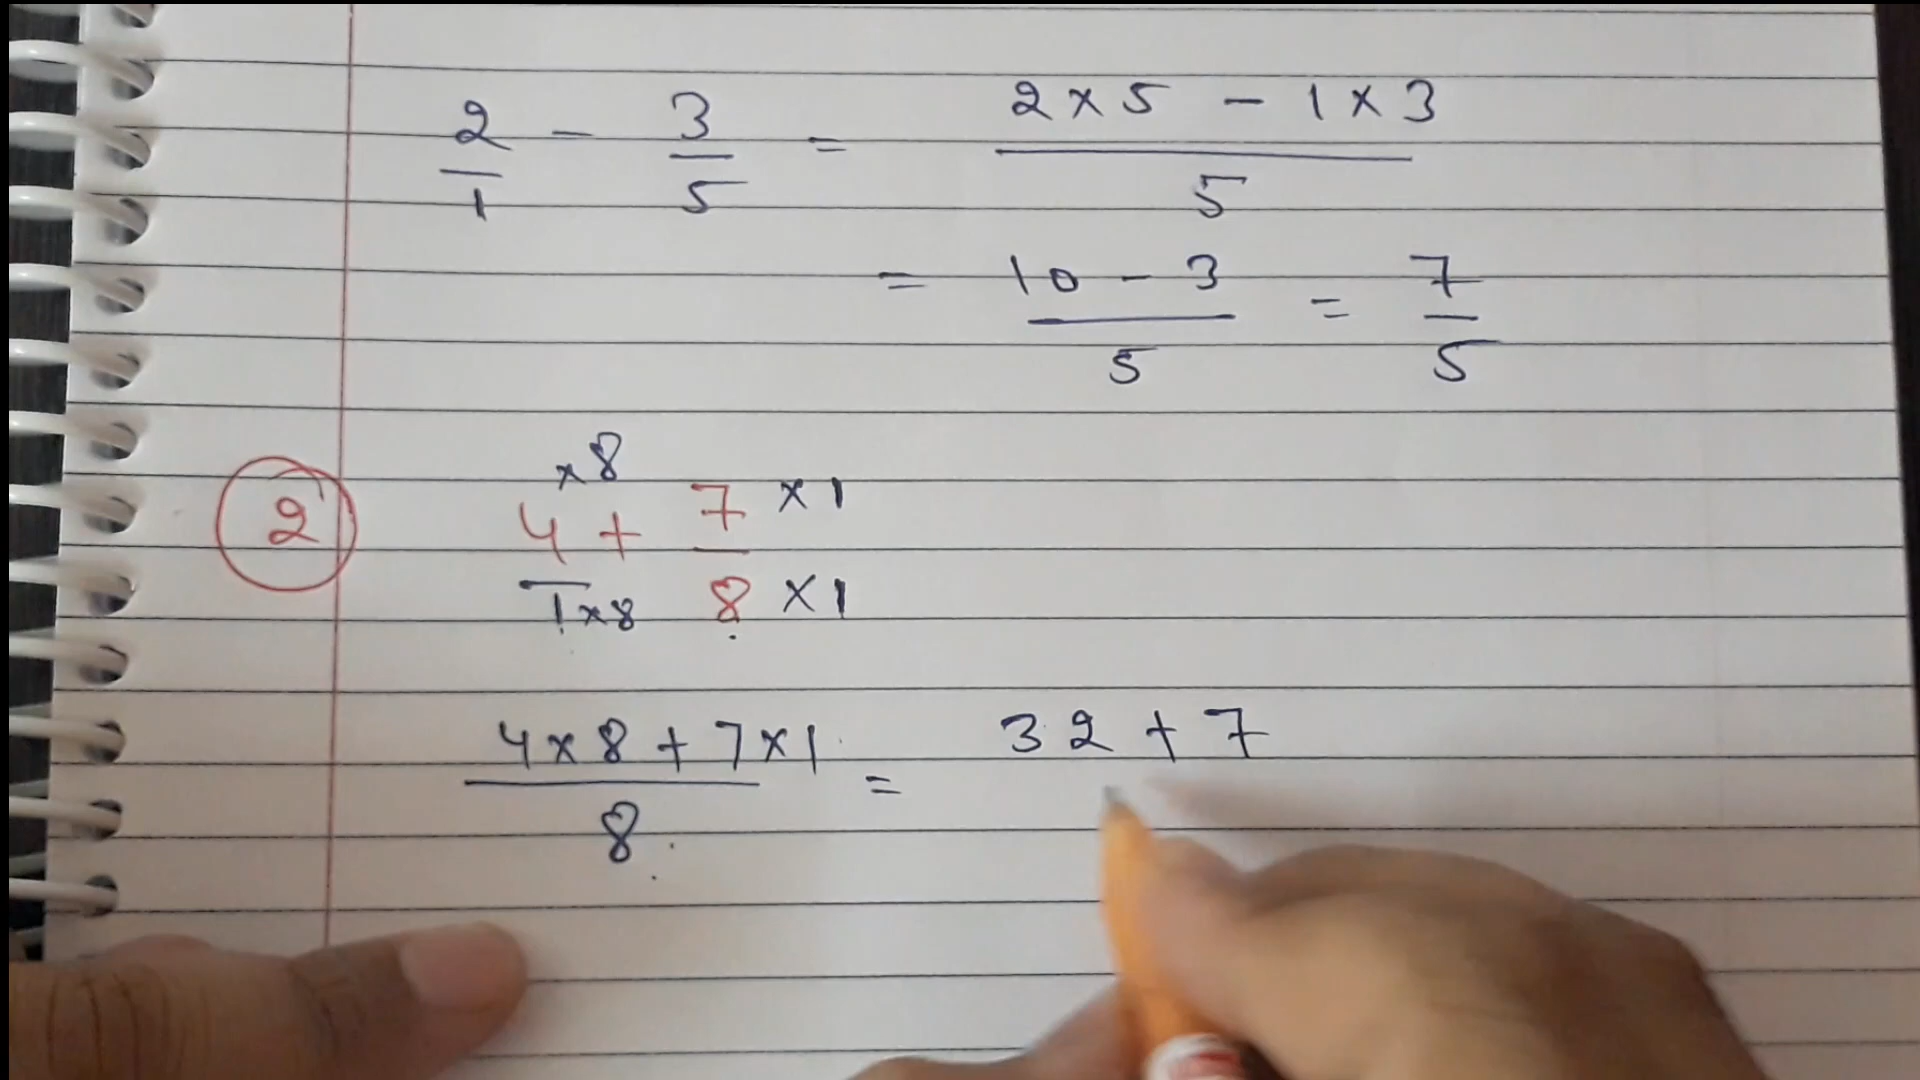 2/1 - 3/5 = (2 x 5 - 1 x 3)/5
= (10 - 3)/5 = 7/5
x 8
2 4 + 7 x 1
1 x 8 8 x 1
4 x 8 + 7 x 1 = 32 + 7
8